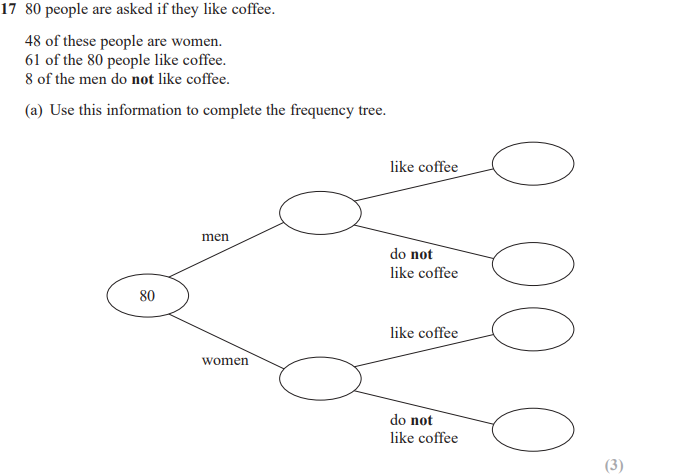 17 80 people are asked if they like coffee.
48 of these people are women.
61 of the 80 people like coffee.
8 of the men do not like coffee.
(a) Use this information to complete the frequency tree.
like coffee
men
do not
like coffee
80
like coffee
women
do not
like coffee
(3)